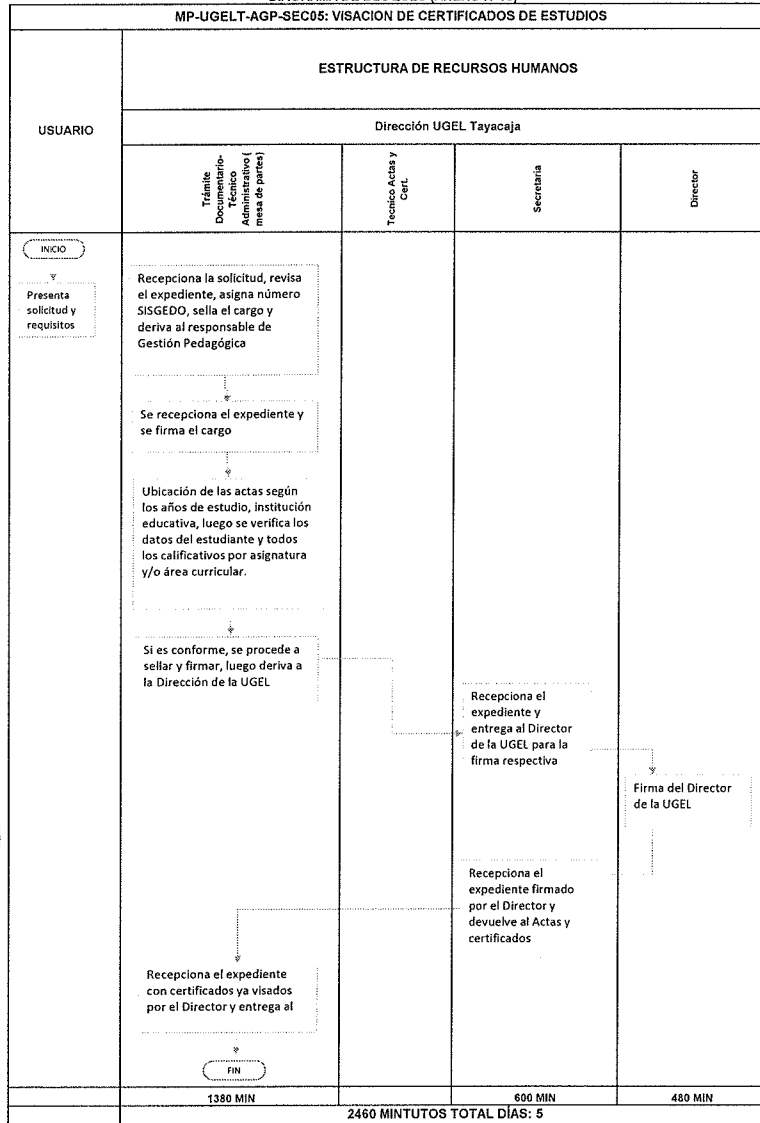 MP-UGELT-AGP-SEC05: VISACION DE CERTIFICADOS DE ESTUDIOS
ESTRUCTURA DE RECURSOS HUMANOS
USUARIO
Dirección UGEL Tayacaja
Trámite
Documentario-
Técnico
Administrativo (
mesa de partes)
Tecnico Actas y
Cert.
Secretaria
Director
INICIO
Presenta
solicitud y
requisitos
Recepciona la solicitud, revisa
el expediente, asigna número
SISGEDO, sella el cargo y
deriva al responsable de
Gestión Pedagógica
Se recepciona el expediente y
se firma el cargo
Ubicación de las actas según
los años de estudio, institución
educativa, luego se verifica los
datos del estudiante y todos
los calificativos por asignatura
y/o área curricular.
Si es conforme, se procede a
sellar y firmar, luego deriva a
la Dirección de la UGEL
Recepciona el
expediente y
entrega al Director
de la UGEL para la
firma respectiva
Firma del Director
de la UGEL
Recepciona el
expediente firmado
por el Director y
devuelve al Actas y
certificados
Recepciona el expediente
con certificados ya visados
por el Director y entrega al
FIN
1380 MIN
600 MIN
480 MIN
2460 MINTUTOS TOTAL DÍAS: 5